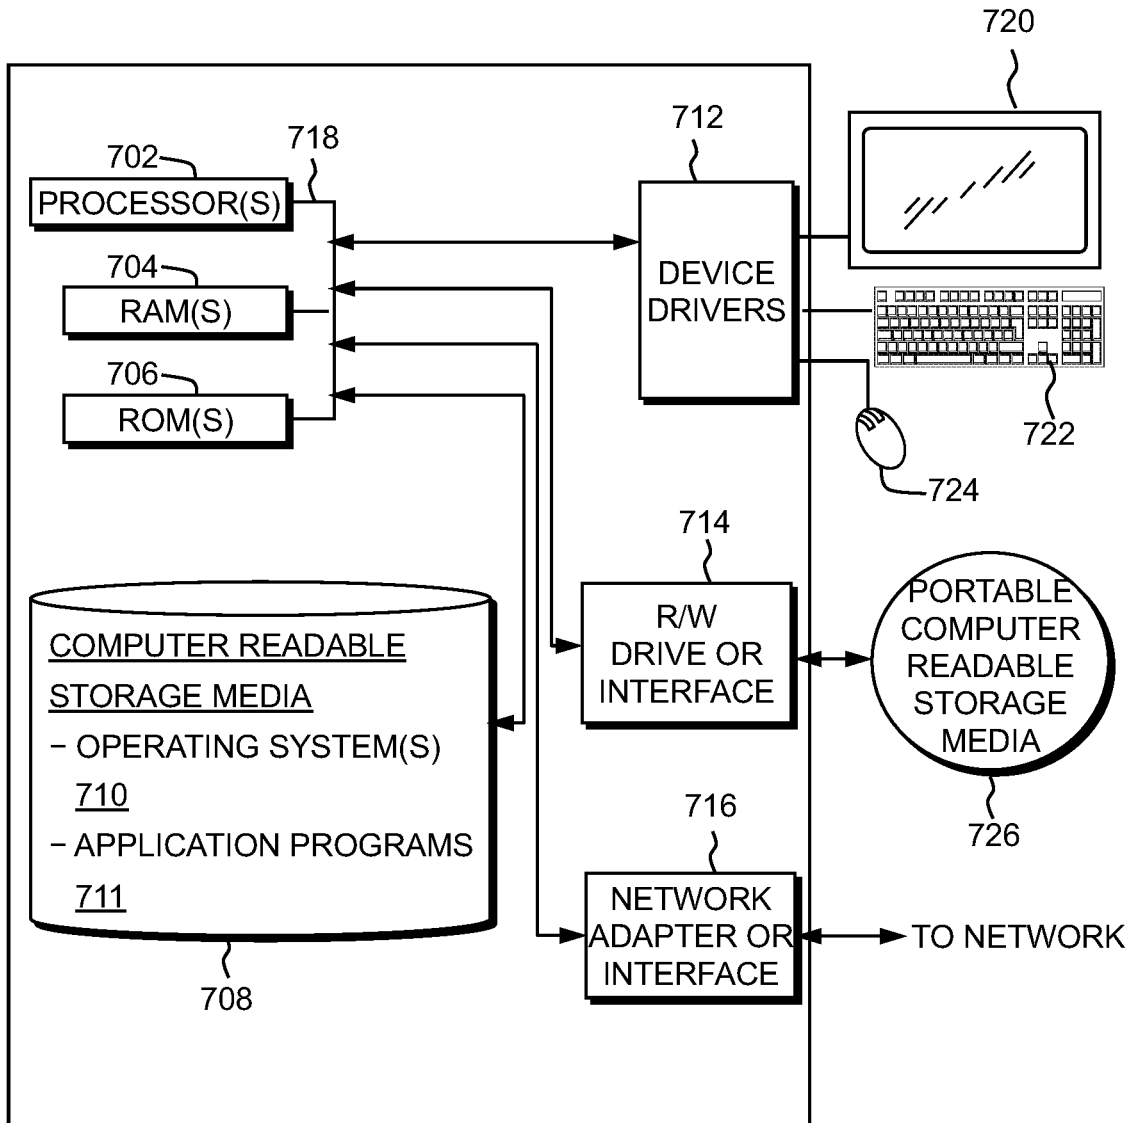 720
712
718
702
PROCESSOR(S)
704
RAM(S)
DEVICE
DRIVERS
706
ROM(S)
722
724
714
R/W
DRIVE OR
INTERFACE
PORTABLE
COMPUTER
READABLE
STORAGE
MEDIA
726
COMPUTER READABLE
STORAGE MEDIA
- OPERATING SYSTEM(S)
710
- APPLICATION PROGRAMS
711
708
716
NETWORK
ADAPTER OR
INTERFACE
TO NETWORK